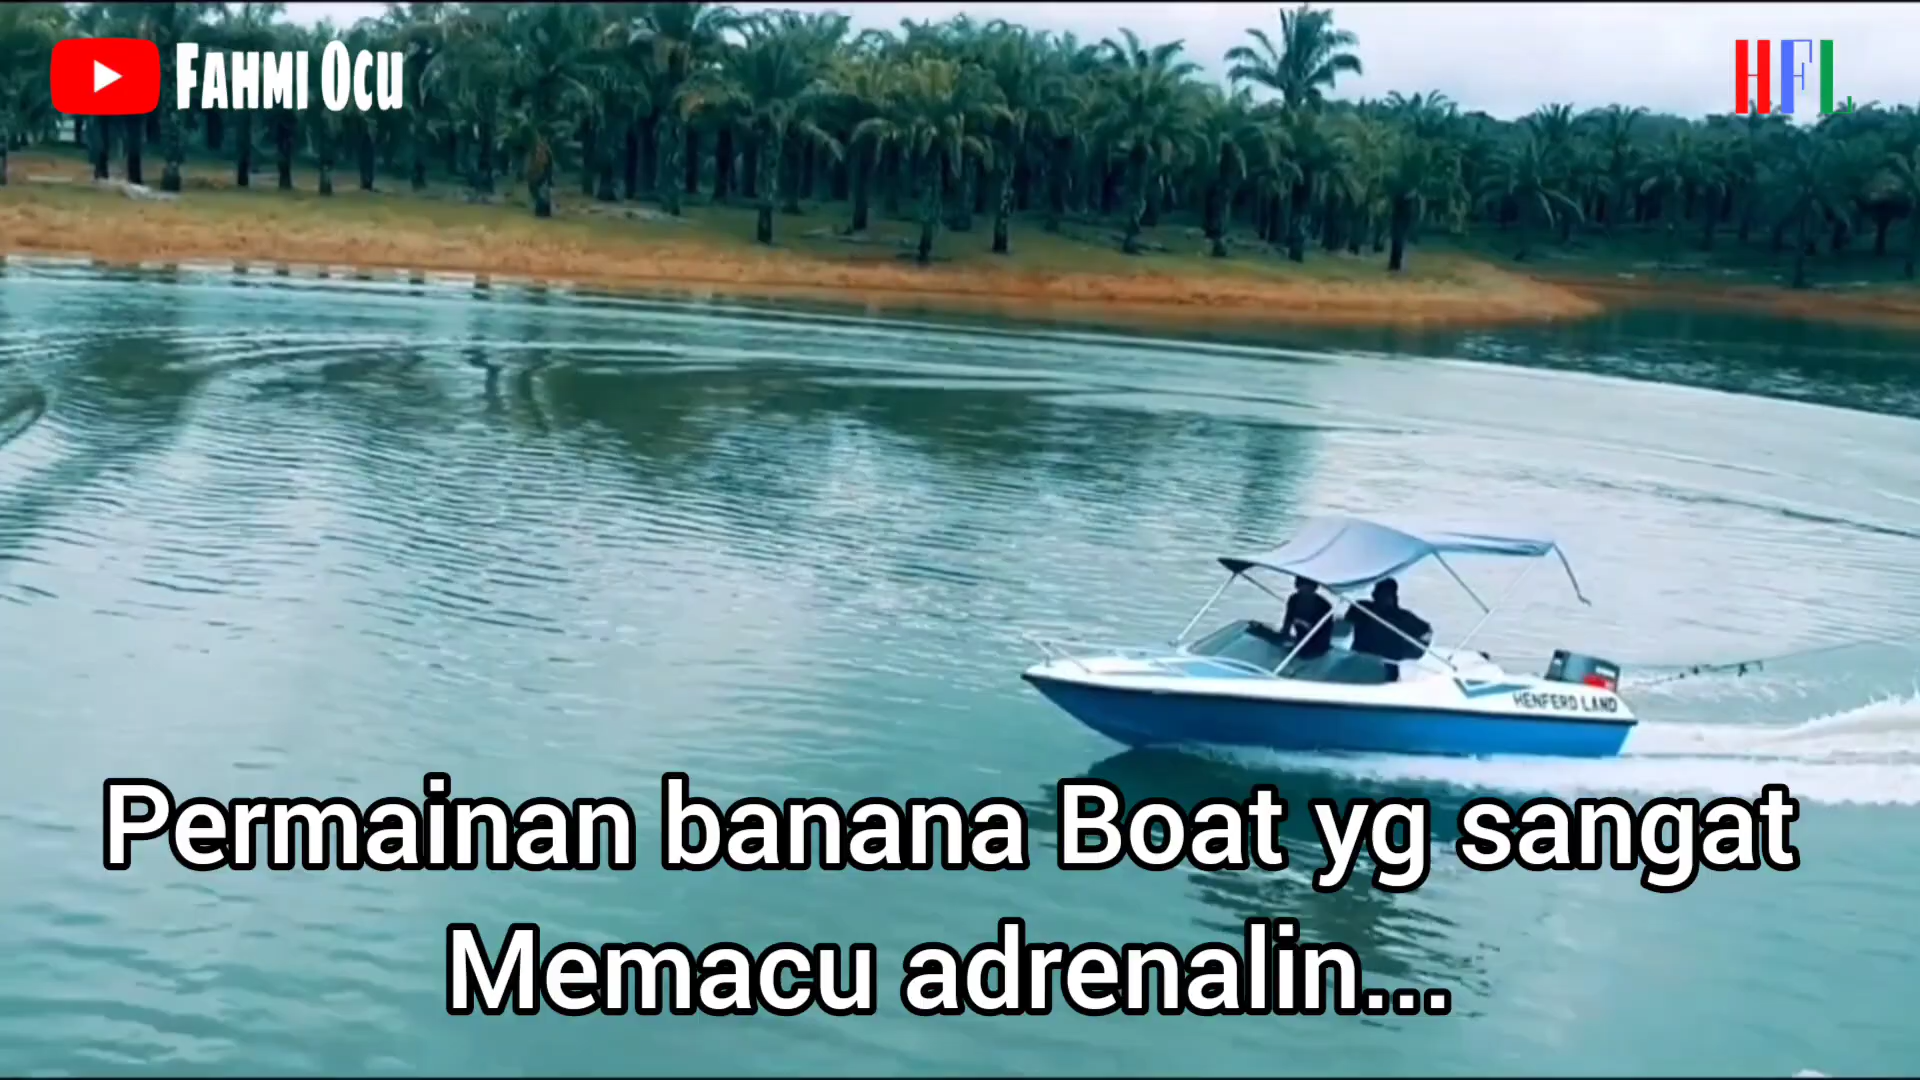 Fahmi Ocu
HFL
HENFERD LAND
Permainan banana Boat yg sangat
Memacu adrenalin...